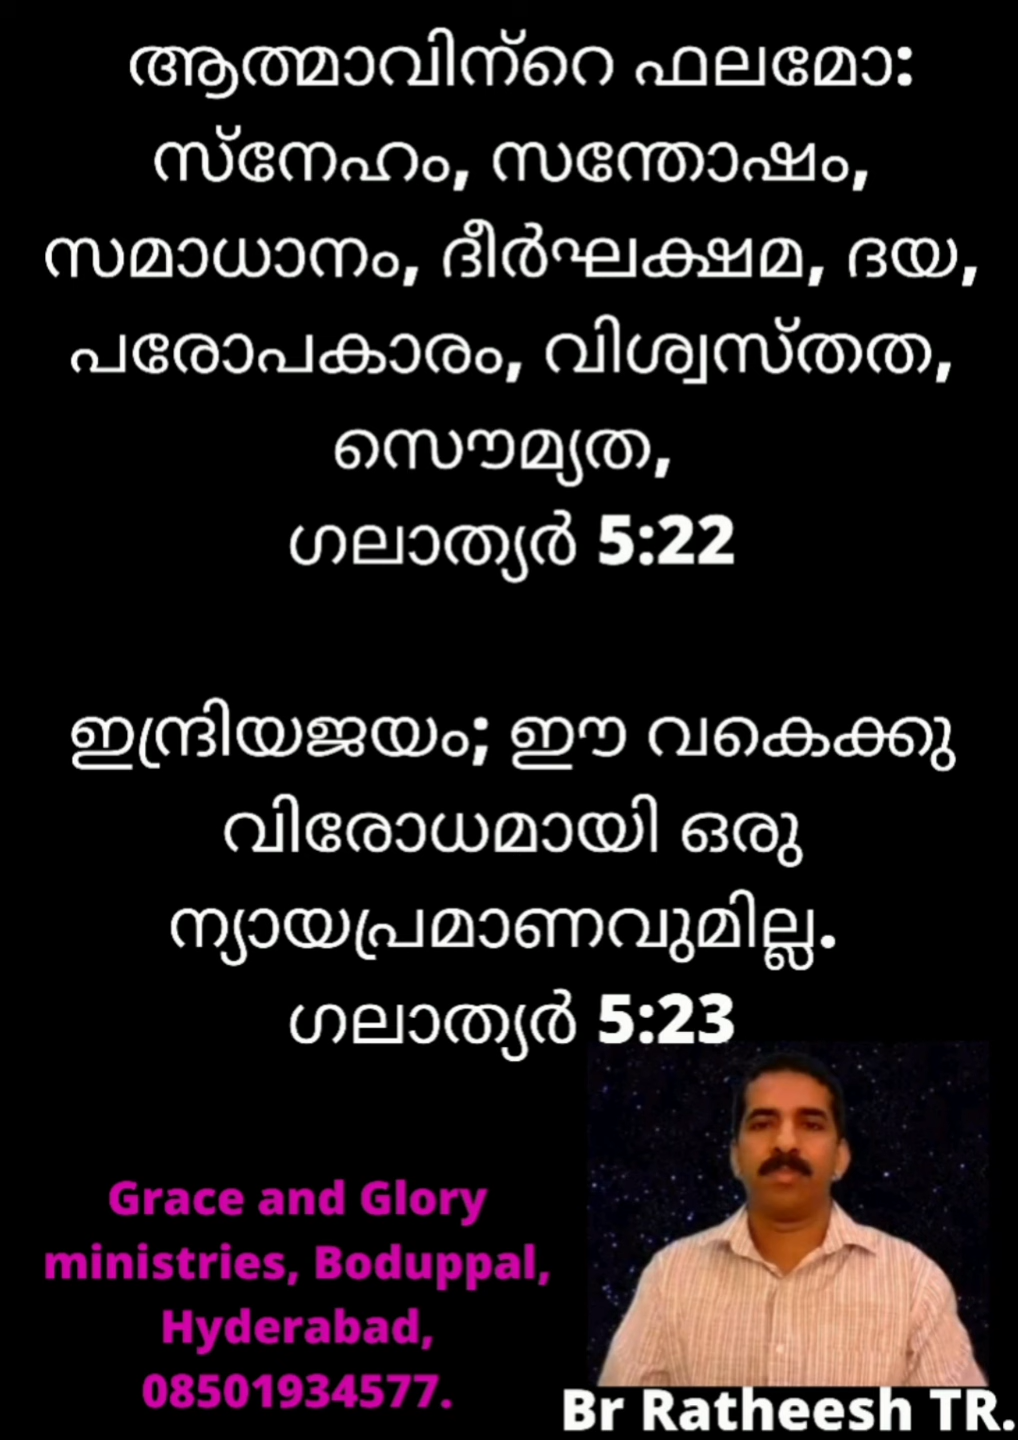 ആത്മാവിന്റെ ഫലമോ:
സ്നേഹം, സന്തോഷം,
സമാധാനം, ദീർഘക്ഷമ, ദയ,
പരോപകാരം, വിശ്വസ്തത,
സൌമ്യത,
ഗലാത്യർ 5:22
ഇന്ദ്രിയജയം; ഈ വകെക്കു
വിരോധമായി ഒരു
ന്യായപ്രമാണവുമില്ല.
ഗലാത്യർ 5:23
Grace and Glory
ministries, Boduppal,
Hyderabad,
08501934577.
Br Ratheesh TR.